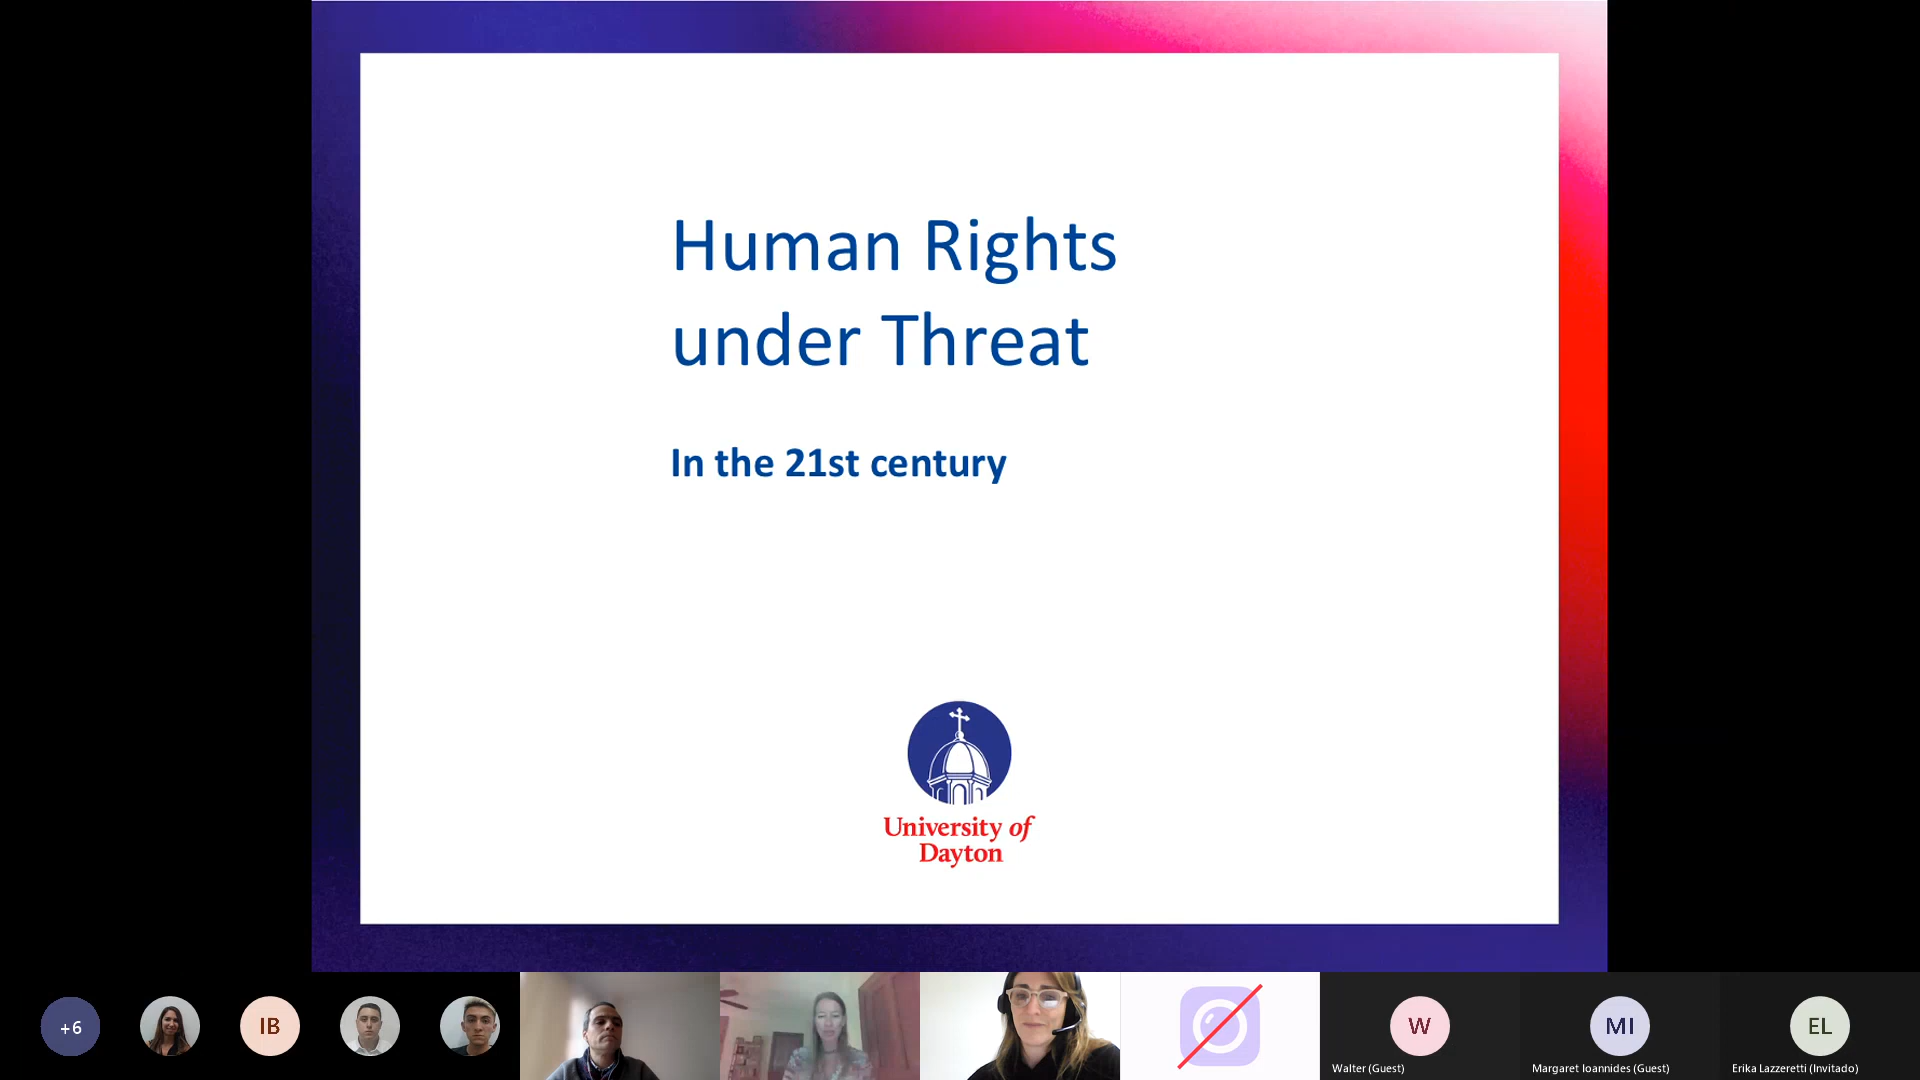 Human Rights
under Threat
In the 21st century
University of
Dayton
+6
IB
W
MI
EL
Walter (Guest)
Margaret Ioannides (Guest)
Erika Lazzeretti (Invitado)